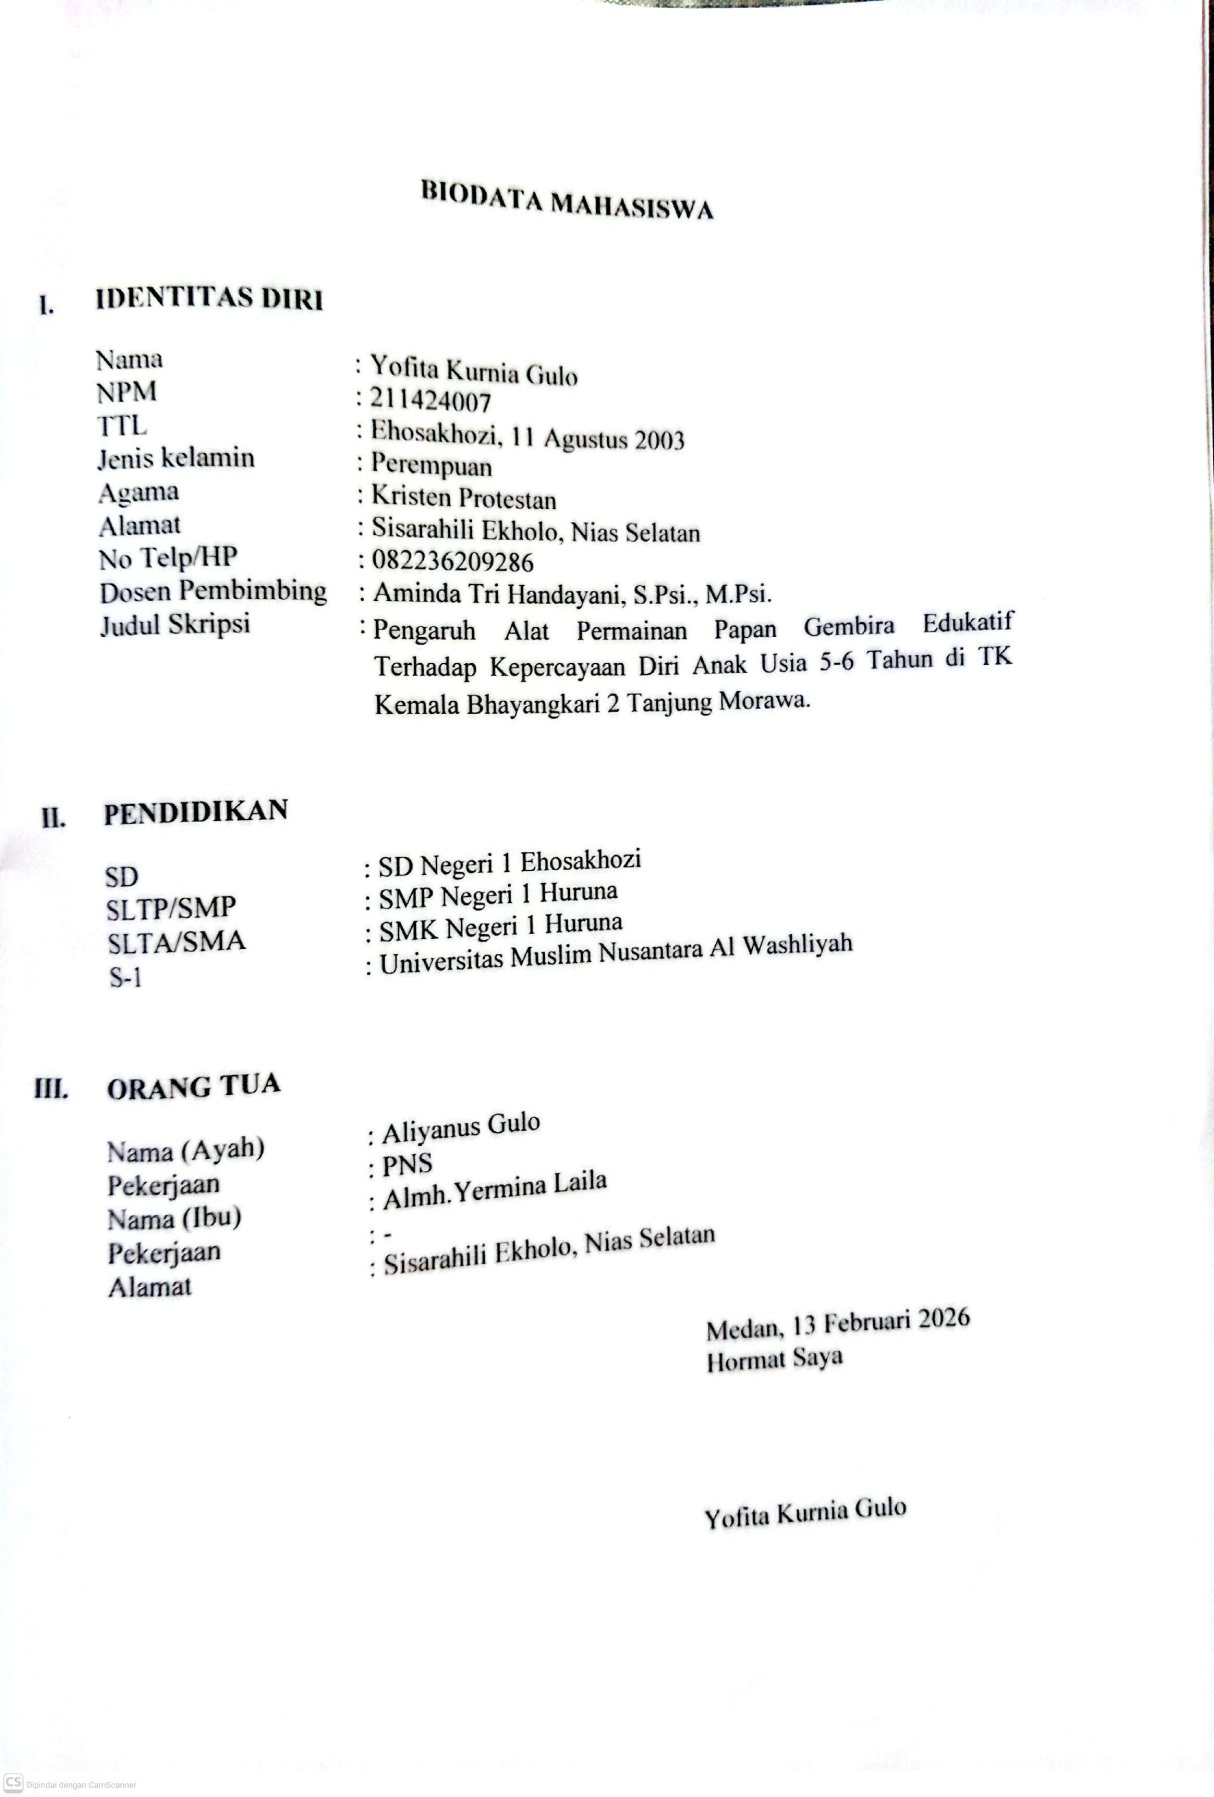 BIODATA MAHASISWA
I. IDENTITAS DIRI
Nama : Yofita Kurnia Gulo
NPM : 211424007
TTL : Ehosakhozi, 11 Agustus 2003
Jenis kelamin : Perempuan
Agama : Kristen Protestan
Alamat : Sisarahili Ekholo, Nias Selatan
No Telp/HP : 082236209286
Dosen Pembimbing : Aminda Tri Handayani, S.Psi., M.Psi.
Judul Skripsi : Pengaruh Alat Permainan Papan Gembira Edukatif
Terhadap Kepercayaan Diri Anak Usia 5-6 Tahun di TK
Kemala Bhayangkari 2 Tanjung Morawa.
II. PENDIDIKAN
SD : SD Negeri 1 Ehosakhozi
SLTP/SMP : SMP Negeri 1 Huruna
SLTA/SMA : SMK Negeri 1 Huruna
S-1 : Universitas Muslim Nusantara Al Washliyah
III. ORANG TUA
Nama (Ayah) : Aliyanus Gulo
Pekerjaan : PNS
Nama (Ibu) : Almh.Yermina Laila
Pekerjaan : -
Alamat : Sisarahili Ekholo, Nias Selatan
Medan, 13 Februari 2026
Hormat Saya
Yofita Kurnia Gulo
CS Dipindai dengan CamScanner